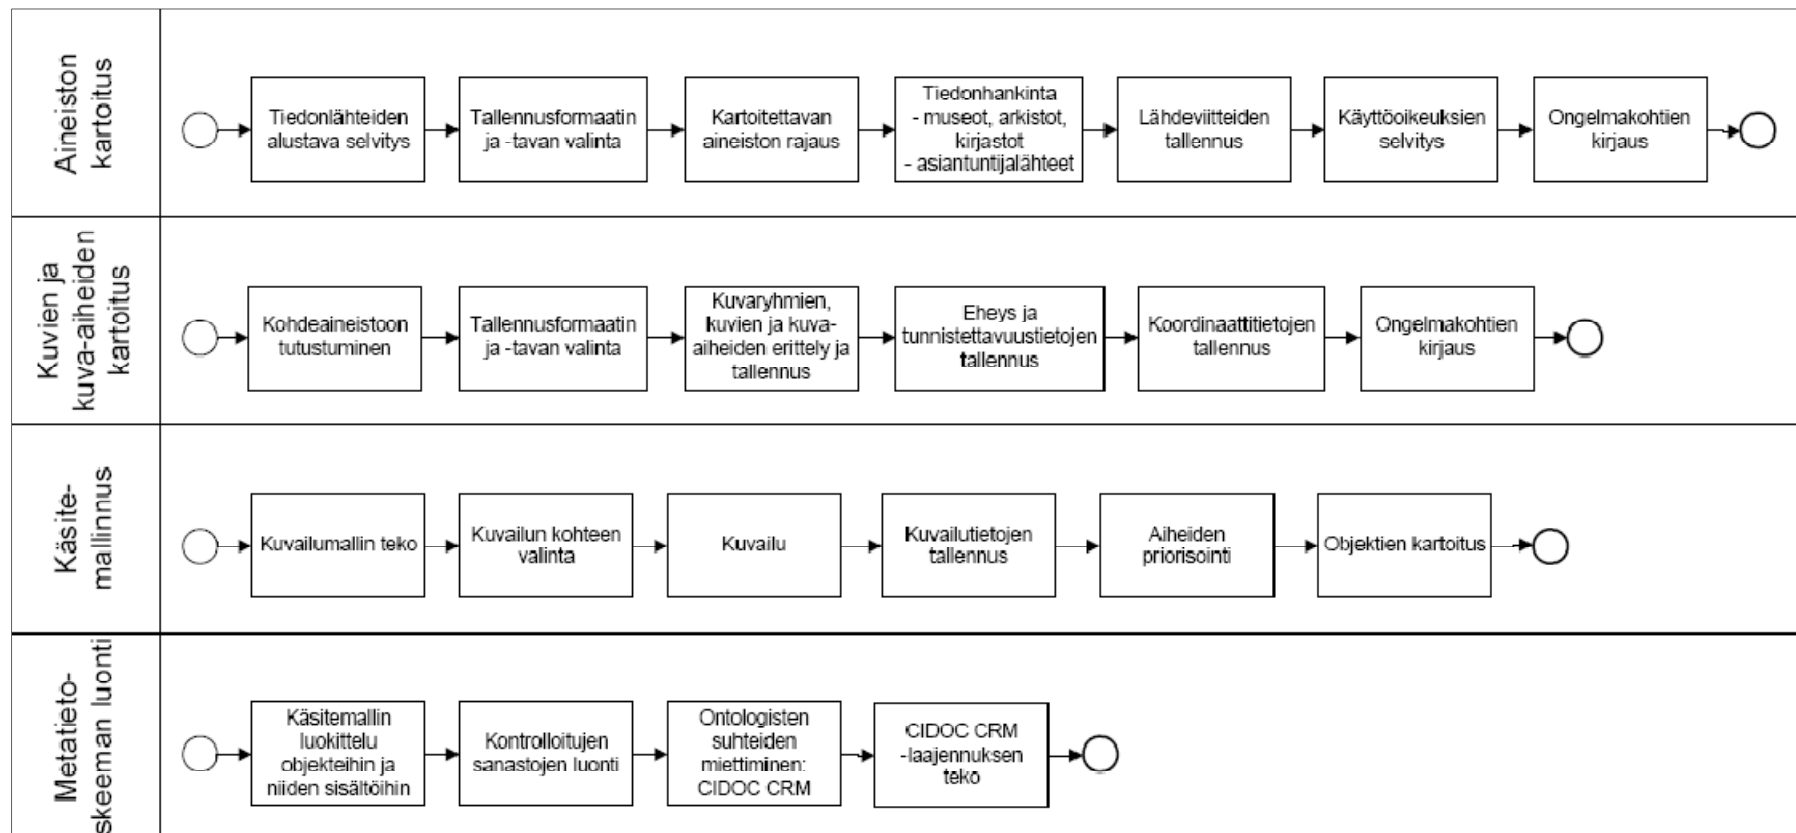 Aineiston
kartoitus
Tiedonlähteiden
alustava selvitys
Tallennusformaatin
ja -tavan valinta
Kartoitettavan
aineiston rajaus
Tiedonhankinta
- museot, arkistot,
kirjastot
- asiantuntijalähteet
Lähdeviitteiden
tallennus
Käyttöoikeuksien
selvitys
Ongelmakohtien
kirjaus
Kuvien ja
kuva-aiheiden
kartoitus
Kohdeaineistoon
tutustuminen
Tallennusformaatin
ja -tavan valinta
Kuvaryhmien,
kuvien ja kuva-
aiheiden erittely ja
tallennus
Eheys ja
tunnistettavuustietojen
tallennus
Koordinaattitietojen
tallennus
Ongelmakohtien
kirjaus
Käsite-
mallinnus
Kuvailumallin teko
Kuvailun kohteen
valinta
Kuvailu
Kuvailutietojen
tallennus
Aiheiden
priorisointi
Objektien kartoitus
Metatieto-
skeeman luonti
Käsitemallin
luokittelu
objekteihin ja
niiden sisältöihin
Kontrolloitujen
sanastojen luonti
Ontologisten
suhteiden
miettiminen:
CIDOC CRM
CIDOC CRM
-laajennuksen
teko